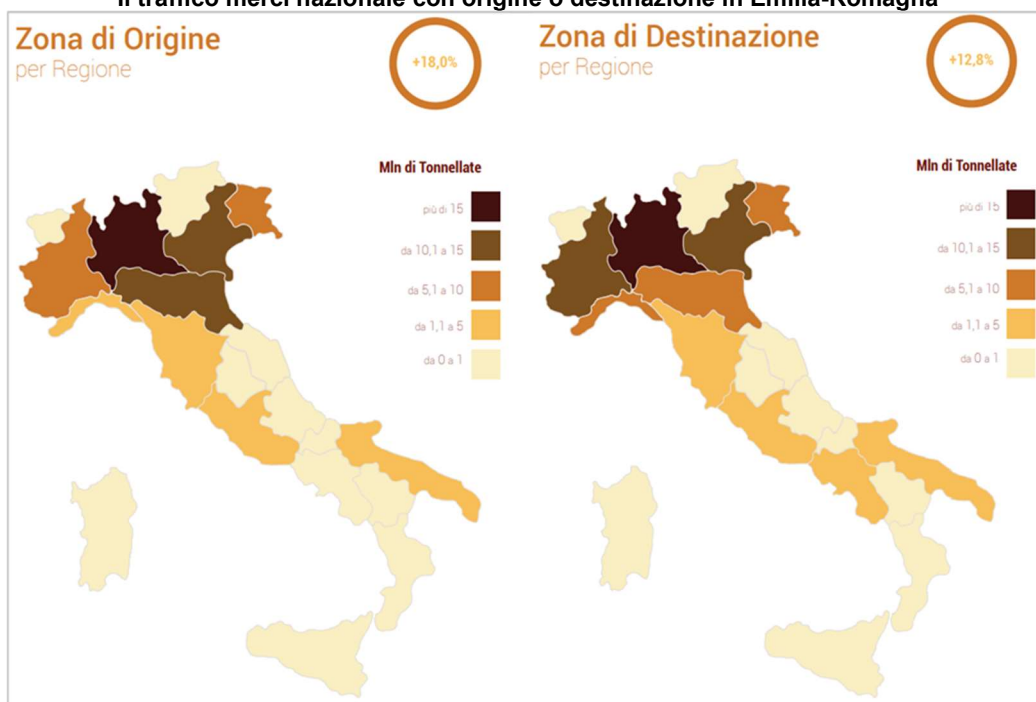 Il traffico merci nazionale con origine o destinazione in Emilia-Romagna
Zona di Origine
per Regione
+18,0%
Mln di Tonnellate
più di 15
da 10,1 a 15
da 5,1 a 10
da 1,1 a 5
da 0 a 1
Zona di Destinazione
per Regione
+12,8%
Mln di Tonnellate
più di 15
da 10,1 a 15
da 5,1 a 10
da 1,1 a 5
da 0 a 1